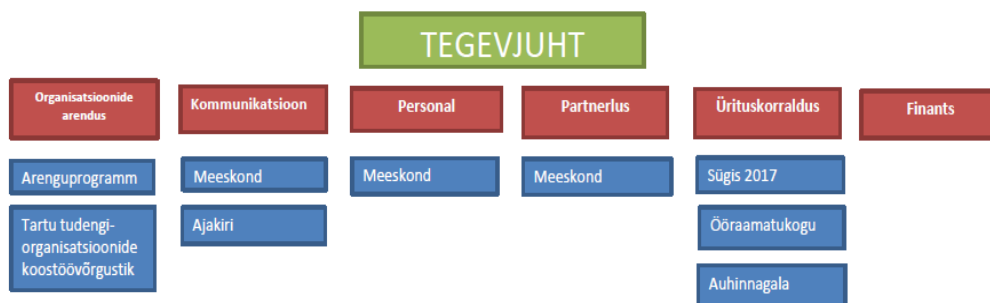 TEGEVJUHT
Organisatsioonide
arendus
Kommunikatsioon
Personal
Partnerlus
Ürituskorraldus
Finants
Arenguprogramm
Meeskond
Meeskond
Meeskond
Sügis 2017
Tartu tudengi-
organisatsioonide
koostöövõrgustik
Ajakiri
Ööraamatukogu
Auhinnagala